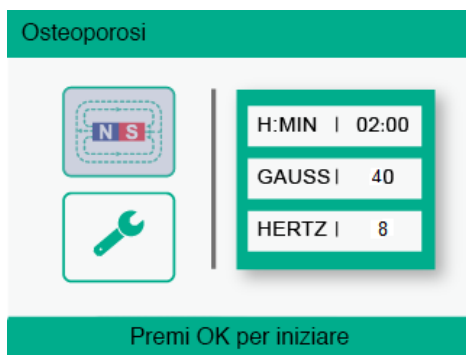 Osteoporosi
N S
H:MIN | 02:00
GAUSS | 40
HERTZ | 8
Premi OK per iniziare